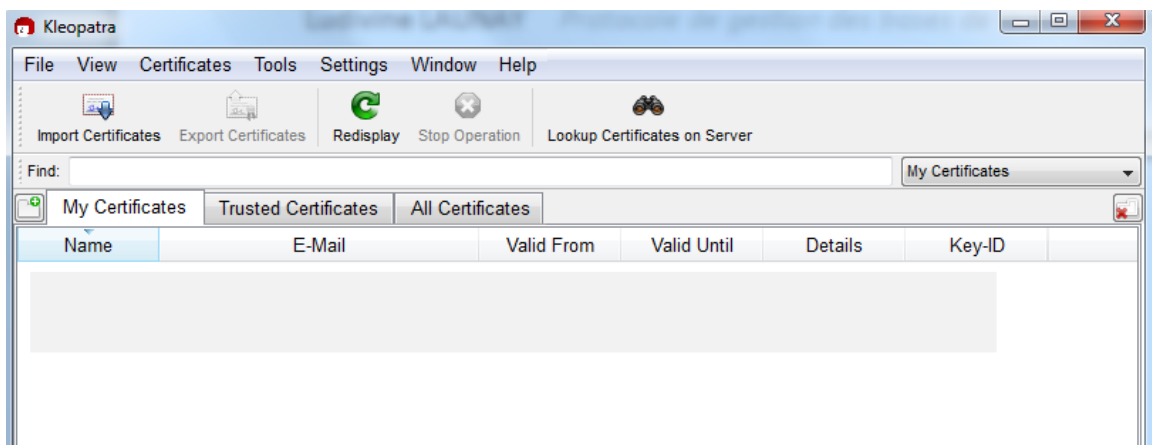 Kleopatra
File View Certificates Tools Settings Window Help
Import Certificates Export Certificates Redisplay Stop Operation Lookup Certificates on Server
Find: My Certificates
My Certificates Trusted Certificates All Certificates
Name E-Mail Valid From Valid Until Details Key-ID